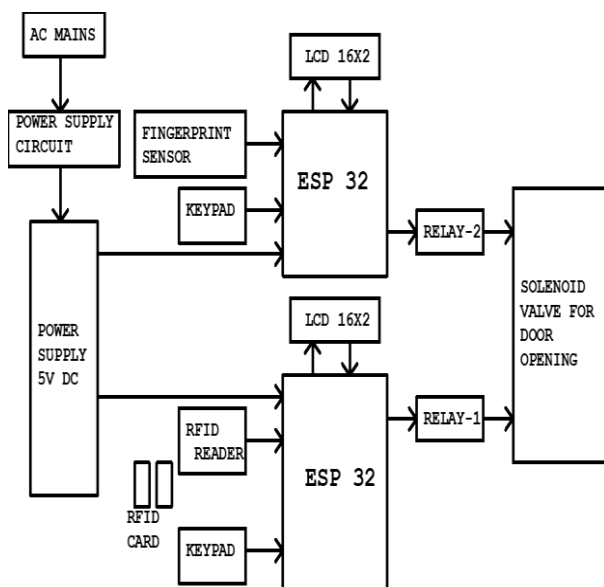 AC MAINS
LCD 16X2
POWER SUPPLY
CIRCUIT
FINGERPRINT
SENSOR
ESP 32
KEYPAD
RELAY-2
SOLENOID
VALVE FOR
DOOR
OPENING
LCD 16X2
POWER
SUPPLY
5V DC
RFID
READER
RELAY-1
ESP 32
RFID
CARD
KEYPAD